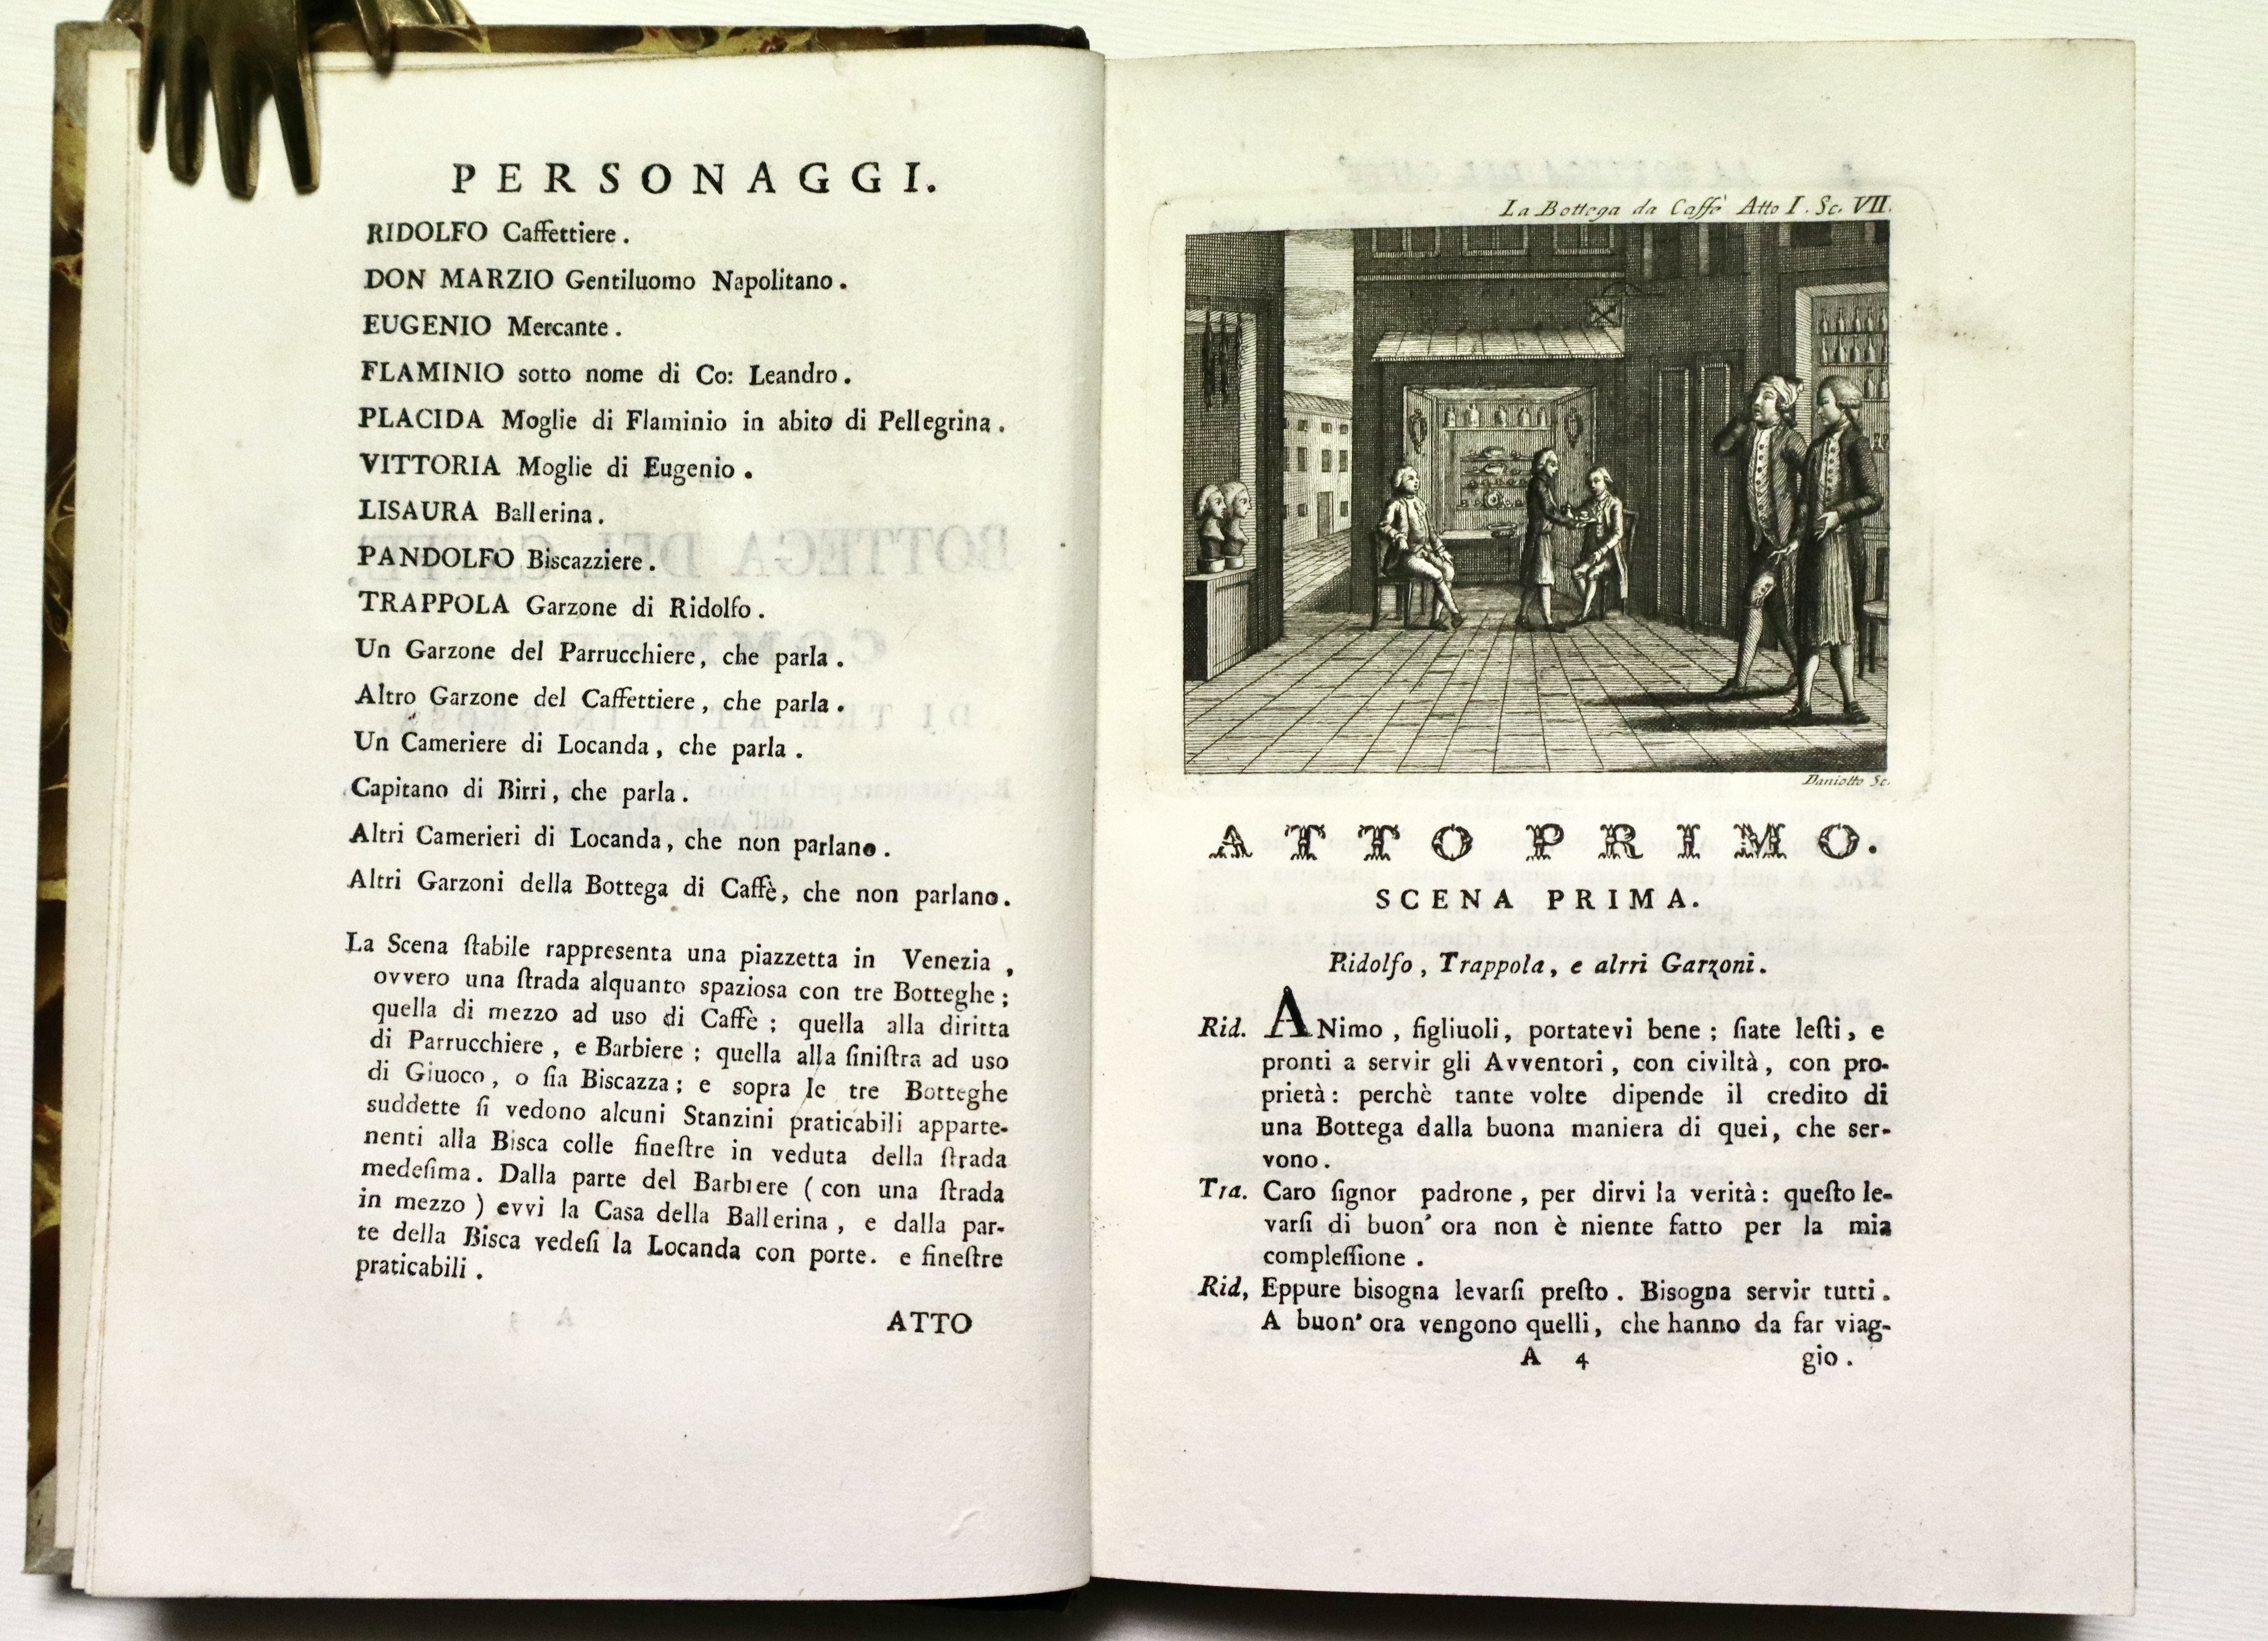 PERSONAGGI.
RIDOLFO Caffettiere.
DON MARZIO Gentiluomo Napolitano.
EUGENIO Mercante.
FLAMINIO sotto nome di Co: Leandro.
PLACIDA Moglie di Flaminio in abito di Pellegrina.
VITTORIA Moglie di Eugenio.
LISAURA Ballerina.
PANDOLFO Biscazziere.
TRAPPOLA Garzone di Ridolfo.
Un Garzone del Parrucchiere, che parla.
Altro Garzone del Caffettiere, che parla.
Un Cameriere di Locanda, che parla.
Capitano di Birri, che parla.
Altri Camerieri di Locanda, che non parlano.
Altri Garzoni della Bottega di Caffè, che non parlano.
La Scena ſtabile rappresenta una piazzetta in Venezia,
ovvero una ſtrada alquanto spaziosa con tre Botteghe;
quella di mezzo ad uso di Caffè; quella alla diritta
di Parrucchiere, e Barbiere; quella alla ſiniſtra ad uso
di Giuoco, o ſia Biscazza; e sopra le tre Botteghe
suddette ſi vedono alcuni Stanzini praticabili apparte-
nenti alla Bisca colle fineſtre in veduta della ſtrada
medeſima. Dalla parte del Barbiere (con una ſtrada
in mezzo) evvi la Casa della Ballerina, e dalla par-
te della Bisca vedeſi la Locanda con porte. e fineſtre
praticabili.
ATTO
La Bottega da Caffè Atto I. Sc. VII.
Daniotto Sc.
ATTO PRIMO.
SCENA PRIMA.
Ridolfo, Trappola, e alrri Garzoni.
Rid. ANimo, figliuoli, portatevi bene; ſiate leſti, e
pronti a servir gli Avventori, con civiltà, con pro-
prietà: perchè tante volte dipende il credito di
una Bottega dalla buona maniera di quei, che ser-
vono.
Tra. Caro ſignor padrone, per dirvi la verità: queſto le-
varſi di buon' ora non è niente fatto per la mia
compleſſione.
Rid, Eppure bisogna levarſi preſto. Bisogna servir tutti.
A buon' ora vengono quelli, che hanno da far viag-
A 4 gio.